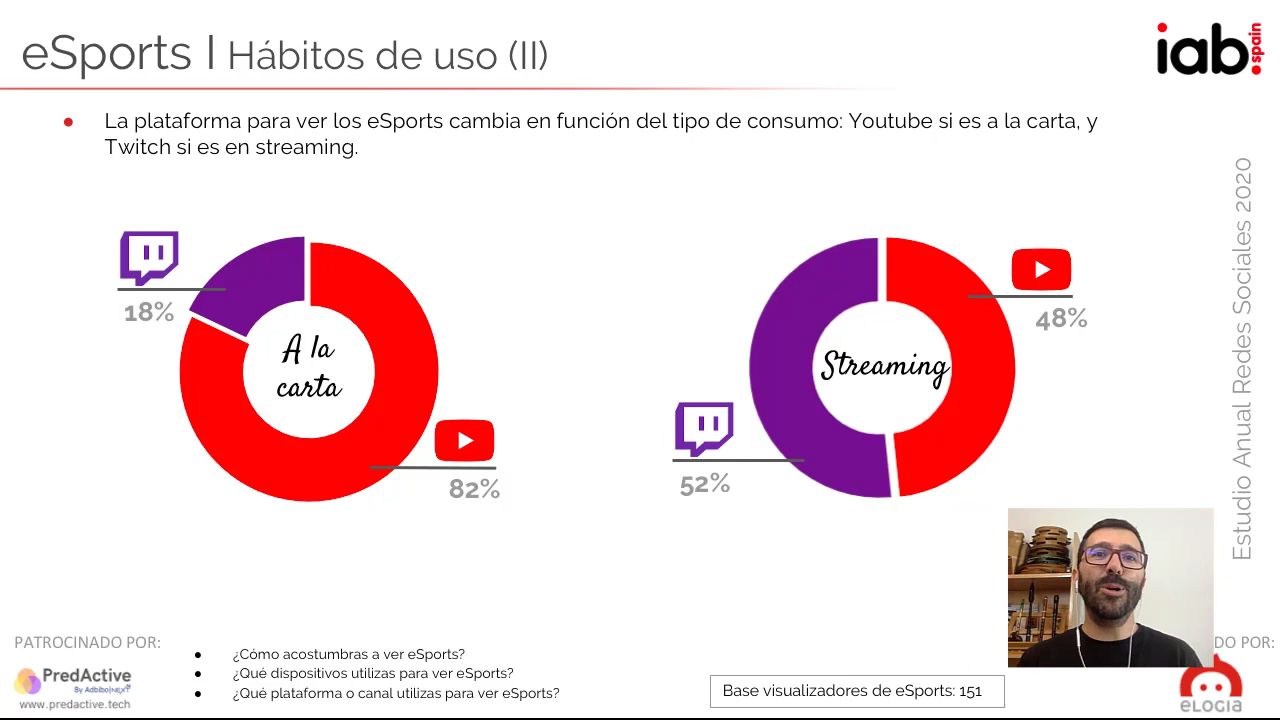 eSports I Hábitos de uso (II)
iab
spain
● La plataforma para ver los eSports cambia en función del tipo de consumo: Youtube si es a la carta, y
Twitch si es en streaming.
Estudio Anual Redes Sociales 2020
18%
A la
carta
82%
48%
Streaming
52%
PATROCINADO POR:
PredActive
By Adbibo|NEXT
www.predactive.tech
● ¿Cómo acostumbras a ver eSports?
● ¿Qué dispositivos utilizas para ver eSports?
● ¿Qué plataforma o canal utilizas para ver eSports?
Base visualizadores de eSports: 151
DO POR:
eLOGIA